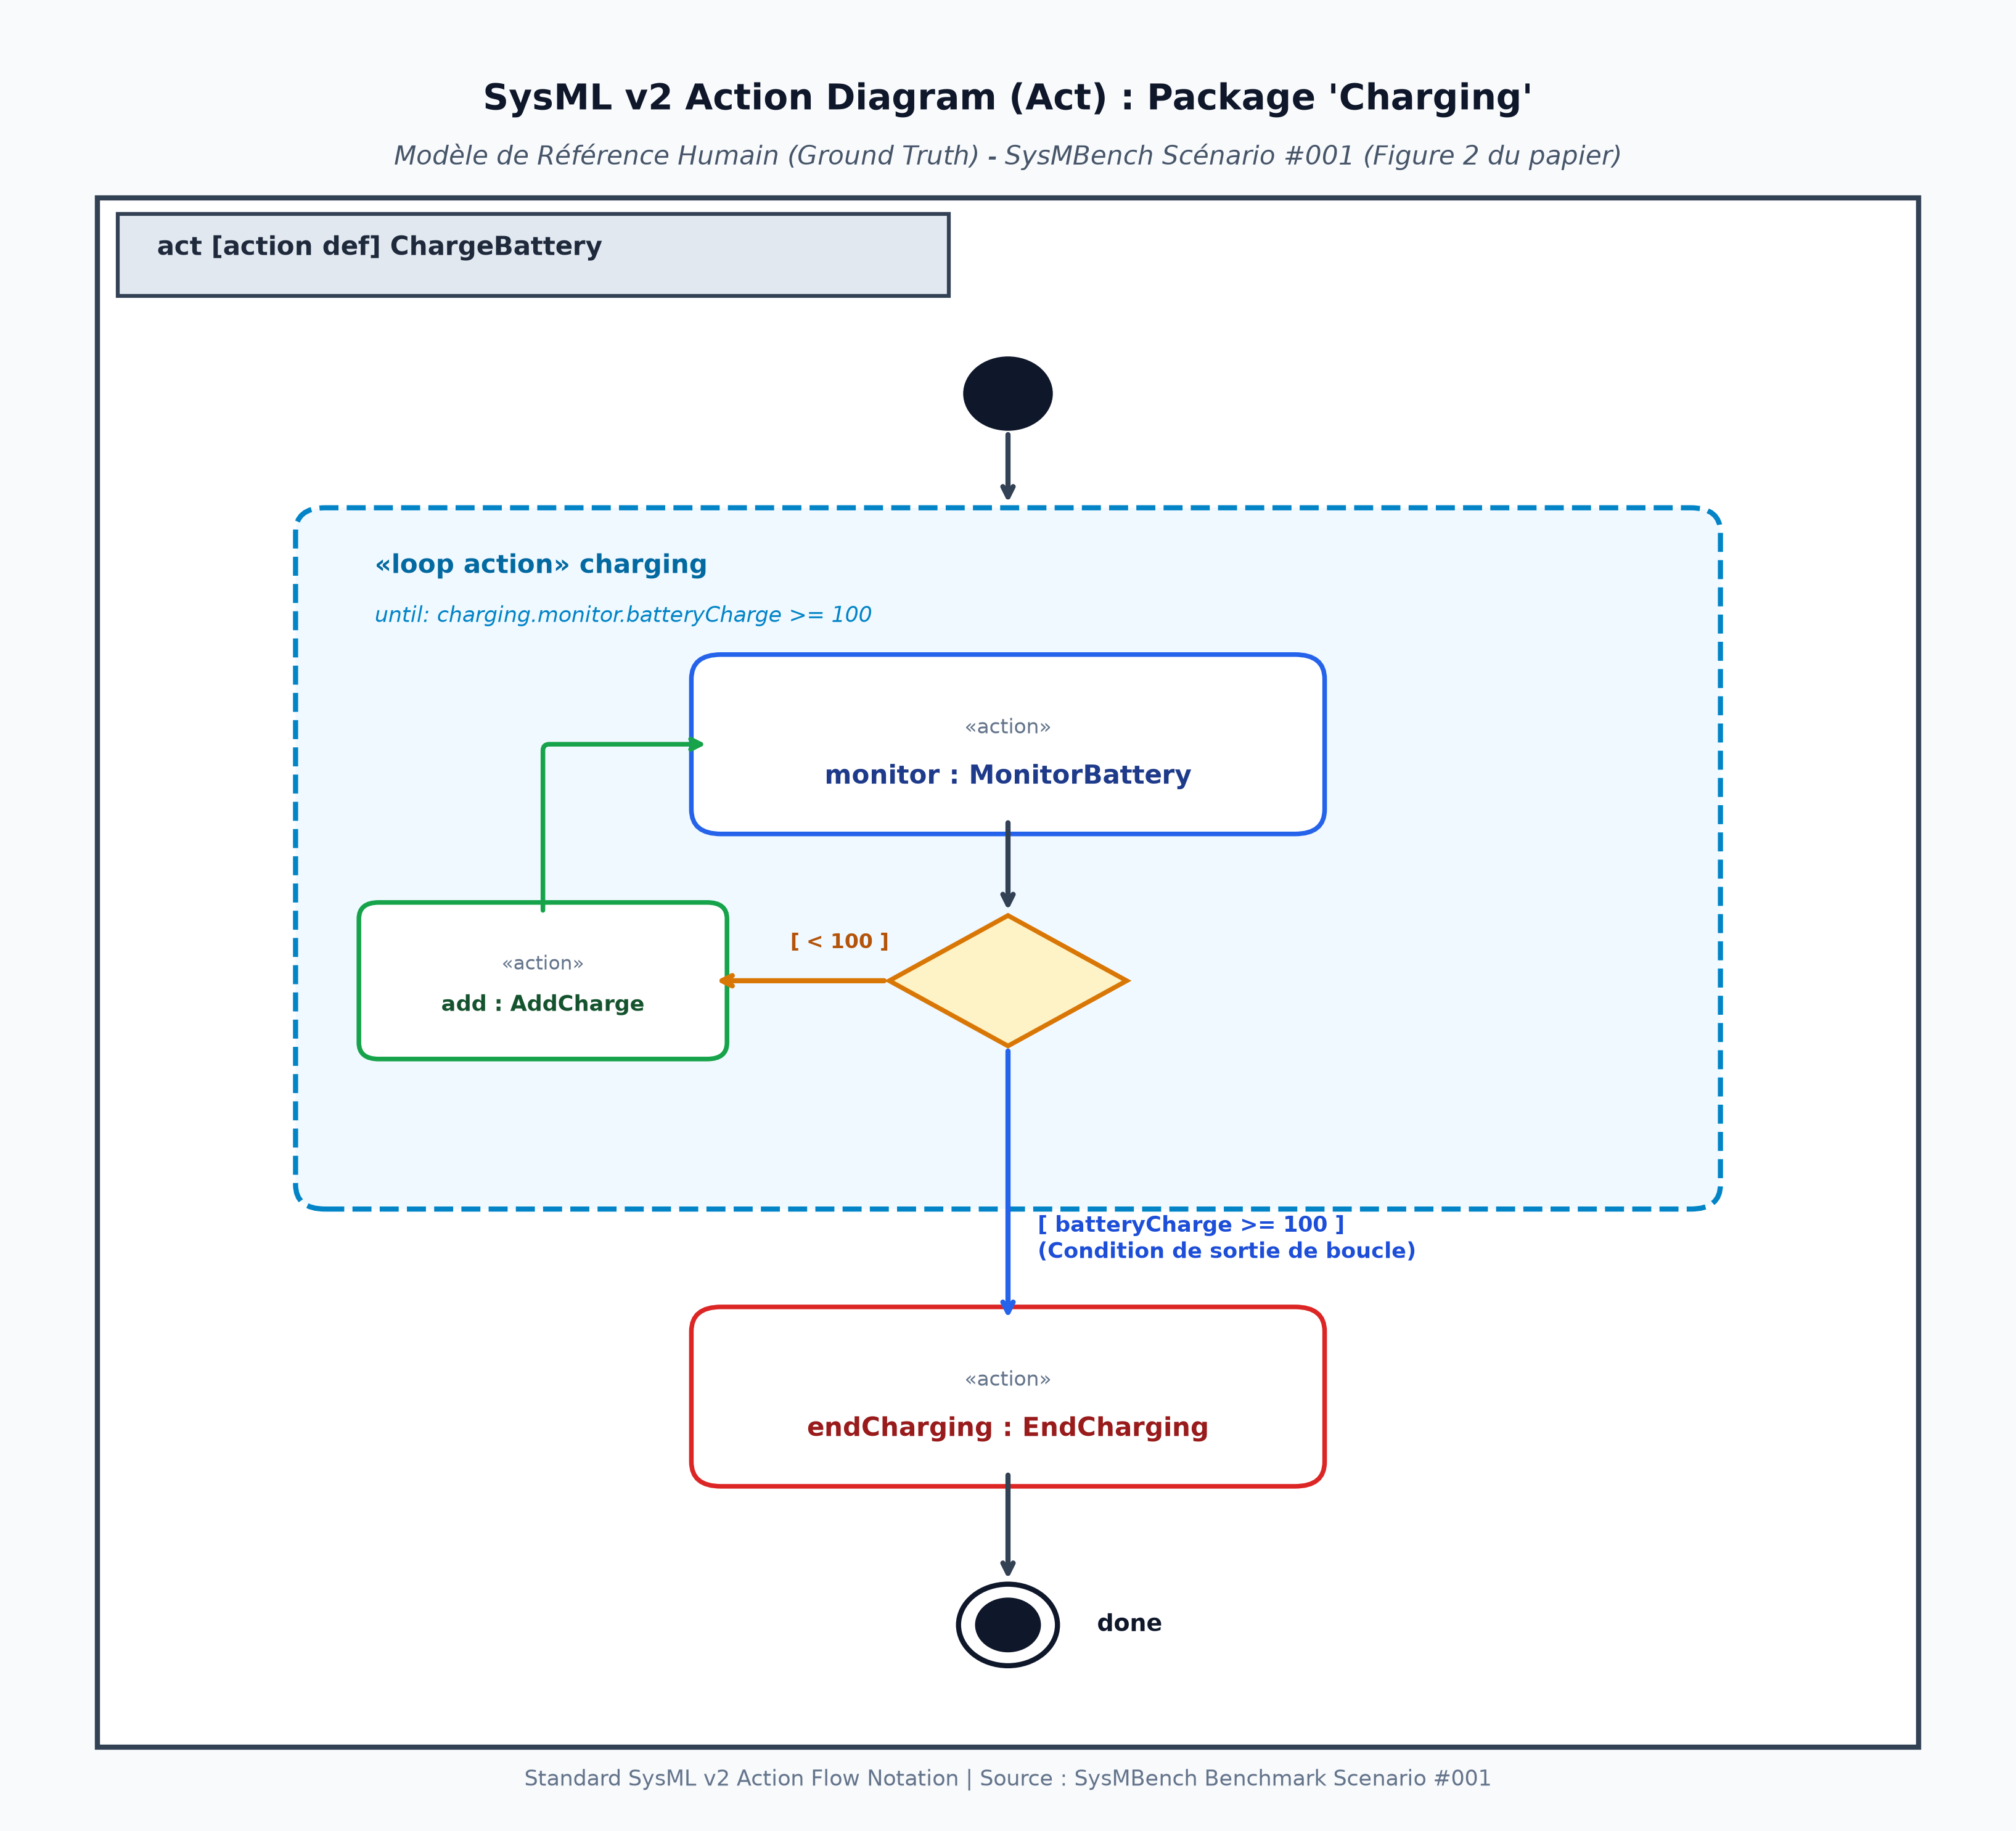 SysML v2 Action Diagram (Act) : Package 'Charging'
Modèle de Référence Humain (Ground Truth) - SysMBench Scénario #001 (Figure 2 du papier)
act [action def] ChargeBattery
«loop action» charging
until: charging.monitor.batteryCharge >= 100
«action»
monitor : MonitorBattery
[ < 100 ]
«action»
add : AddCharge
[ batteryCharge >= 100 ]
(Condition de sortie de boucle)
«action»
endCharging : EndCharging
done
Standard SysML v2 Action Flow Notation | Source : SysMBench Benchmark Scenario #001